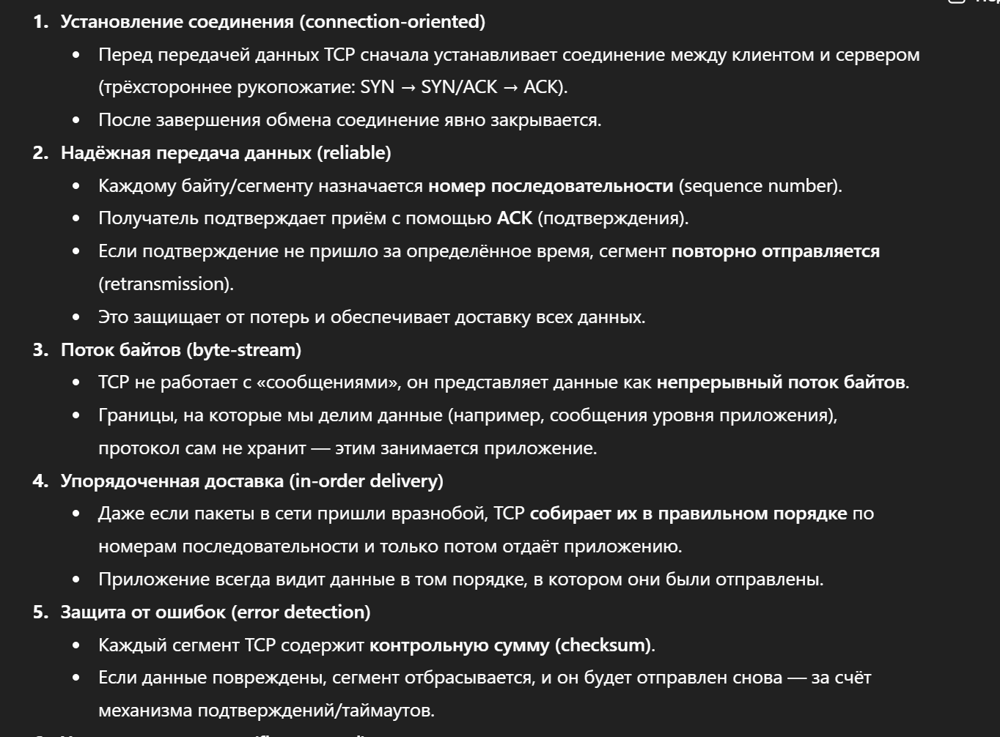 1. Установление соединения (connection-oriented)
• Перед передачей данных TCP сначала устанавливает соединение между клиентом и сервером
(трёхстороннее рукопожатие: SYN → SYN/ACK → ACK).
• После завершения обмена соединение явно закрывается.
2. Надёжная передача данных (reliable)
• Каждому байту/сегменту назначается номер последовательности (sequence number).
• Получатель подтверждает приём с помощью ACK (подтверждения).
• Если подтверждение не пришло за определённое время, сегмент повторно отправляется
(retransmission).
• Это защищает от потерь и обеспечивает доставку всех данных.
3. Поток байтов (byte-stream)
• TCP не работает с «сообщениями», он представляет данные как непрерывный поток байтов.
• Границы, на которые мы делим данные (например, сообщения уровня приложения),
протокол сам не хранит — этим занимается приложение.
4. Упорядоченная доставка (in-order delivery)
• Даже если пакеты в сети пришли вразнобой, TCP собирает их в правильном порядке по
номерам последовательности и только потом отдаёт приложению.
• Приложение всегда видит данные в том порядке, в котором они были отправлены.
5. Защита от ошибок (error detection)
• Каждый сегмент TCP содержит контрольную сумму (checksum).
• Если данные повреждены, сегмент отбрасывается, и он будет отправлен снова — за счёт
механизма подтверждений/таймаутов.